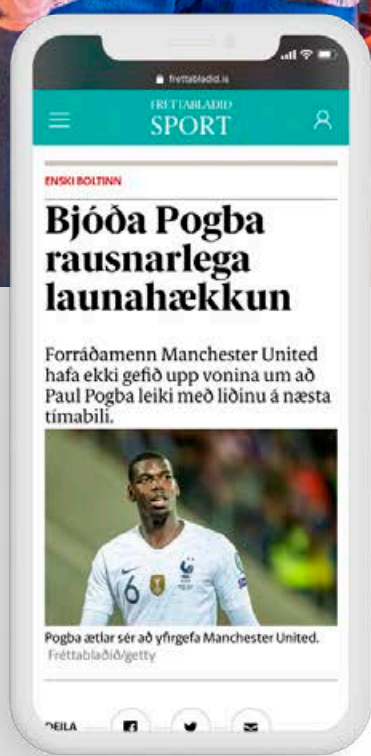 frettabladid.is
FRÉTTABLAÐIÐ
SPORT
ENSKI BOLTINN
Bjóða Pogba
rausnarlega
launahækkun
Forráðamenn Manchester United
hafa ekki gefið upp vonina um að
Paul Pogba leiki með liðinu á næsta
tímabili.
6
Pogba ætlar sér að yfirgefa Manchester United.
Fréttablaðið/getty
DEILA